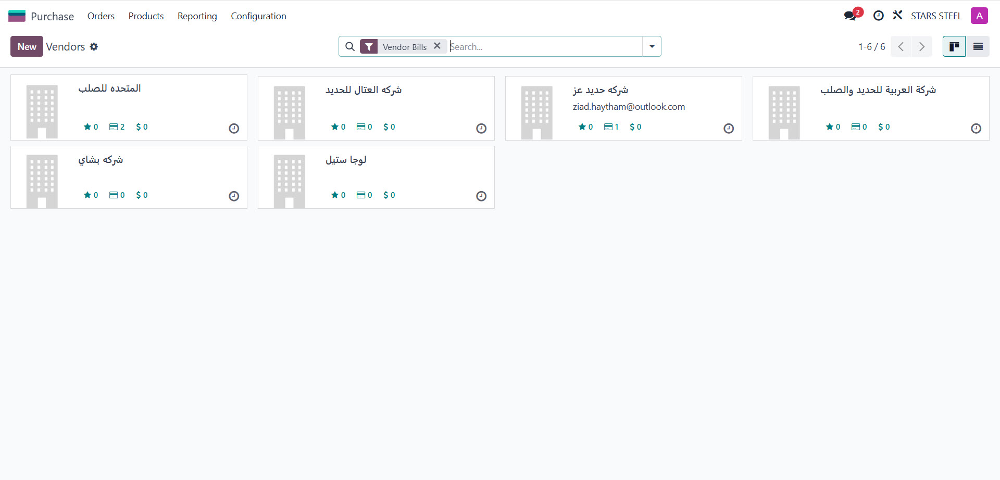 Purchase Orders Products Reporting Configuration 2 STARS STEEL A
New Vendors Vendor Bills Search... 1-6 / 6
المتحده للصلب
0 2 $ 0
شركه العتال للحديد
0 0 $ 0
شركه حديد عز
ziad.haytham@outlook.com
0 1 $ 0
شركة العربية للحديد والصلب
0 0 $ 0
شركه بشاي
0 0 $ 0
لوجا ستيل
0 0 $ 0